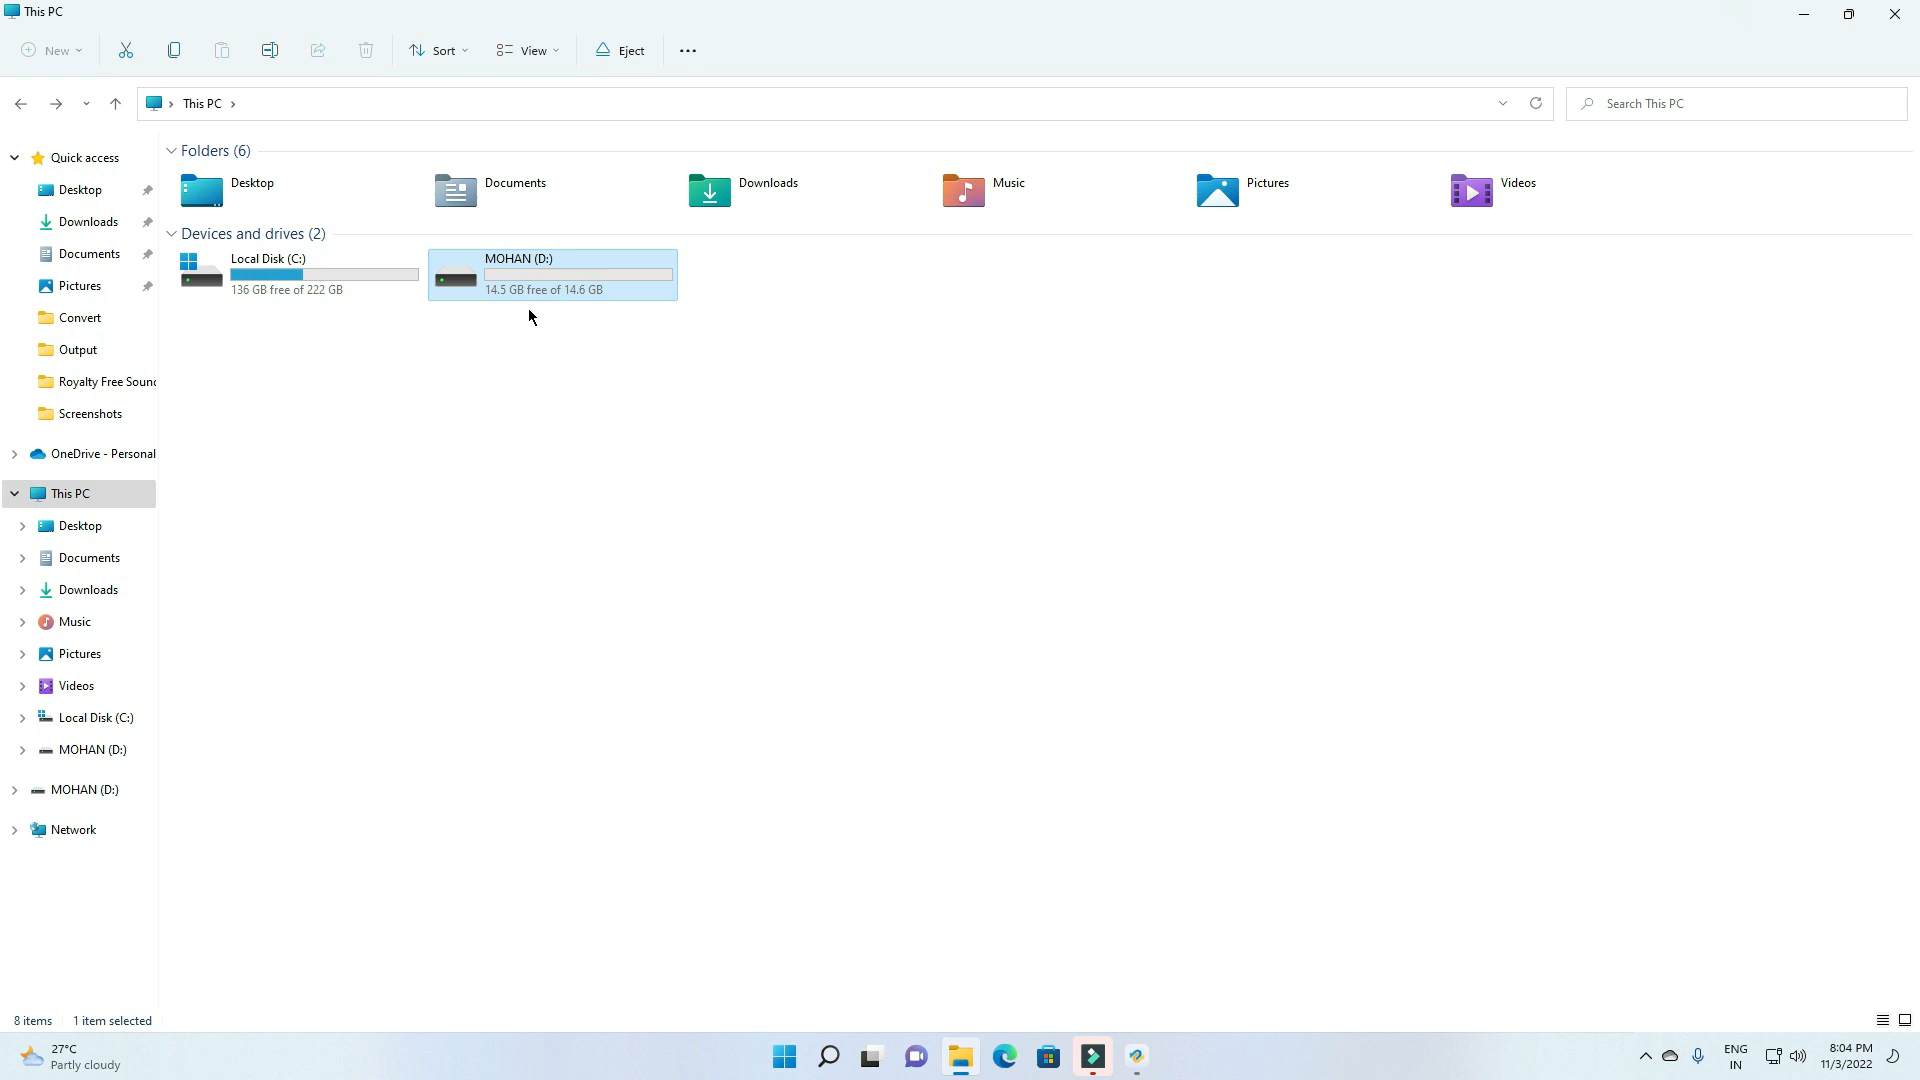 This PC
New
Sort
View
Eject
This PC
Search This PC
Quick access
Desktop
Downloads
Documents
Pictures
Convert
Output
Royalty Free Soun
Screenshots
OneDrive - Personal
This PC
Desktop
Documents
Downloads
Music
Pictures
Videos
Local Disk (C:)
MOHAN (D:)
MOHAN (D:)
Network
Folders (6)
Desktop
Documents
Downloads
Music
Pictures
Videos
Devices and drives (2)
Local Disk (C:)
136 GB free of 222 GB
MOHAN (D:)
14.5 GB free of 14.6 GB
8 items
1 item selected
27°C
Partly cloudy
ENG
IN
8:04 PM
11/3/2022